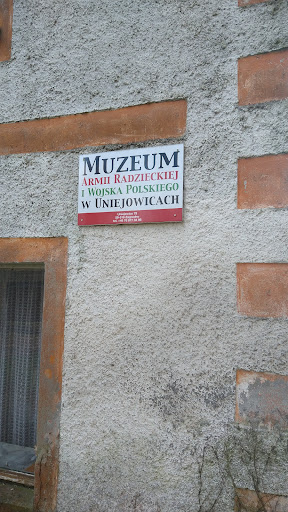 MUZEUM
ARMII RADZIECKIEJ
I WOJSKA POLSKIEGO
W UNIEJOWICACH